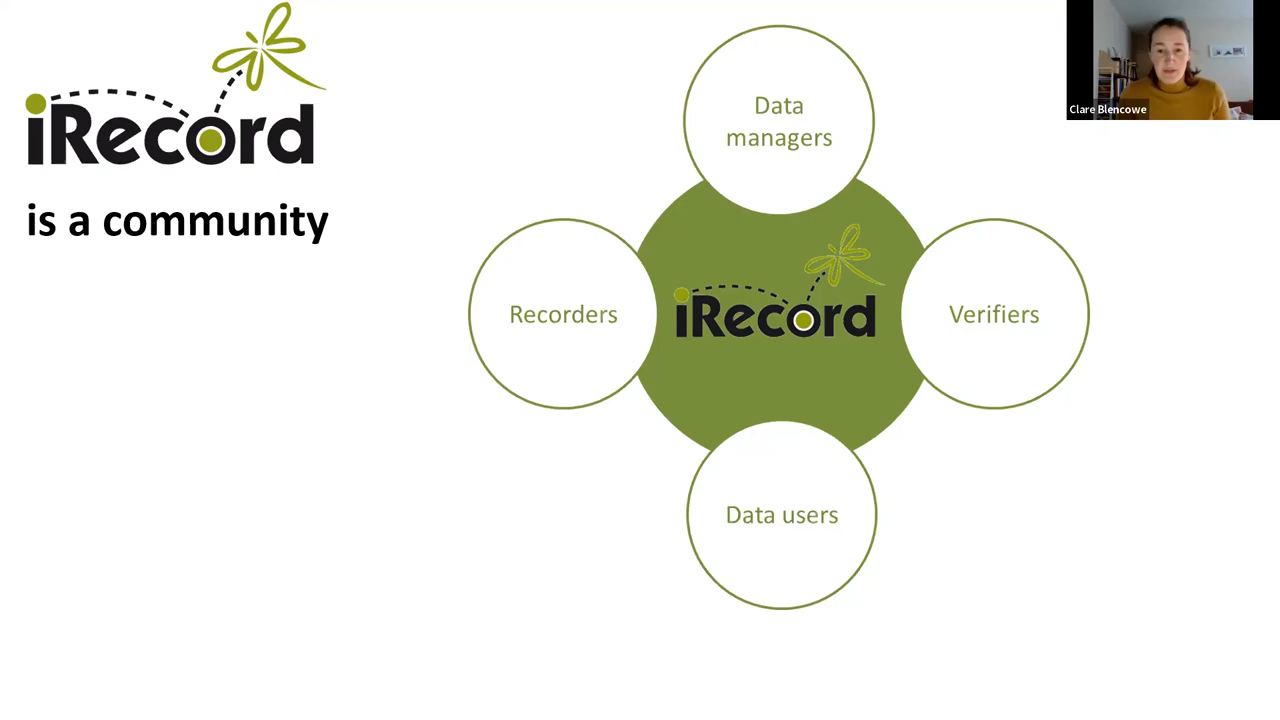 iRecord
is a community
Data
managers
Clare Blencowe
Recorders
iRecord
Verifiers
Data users